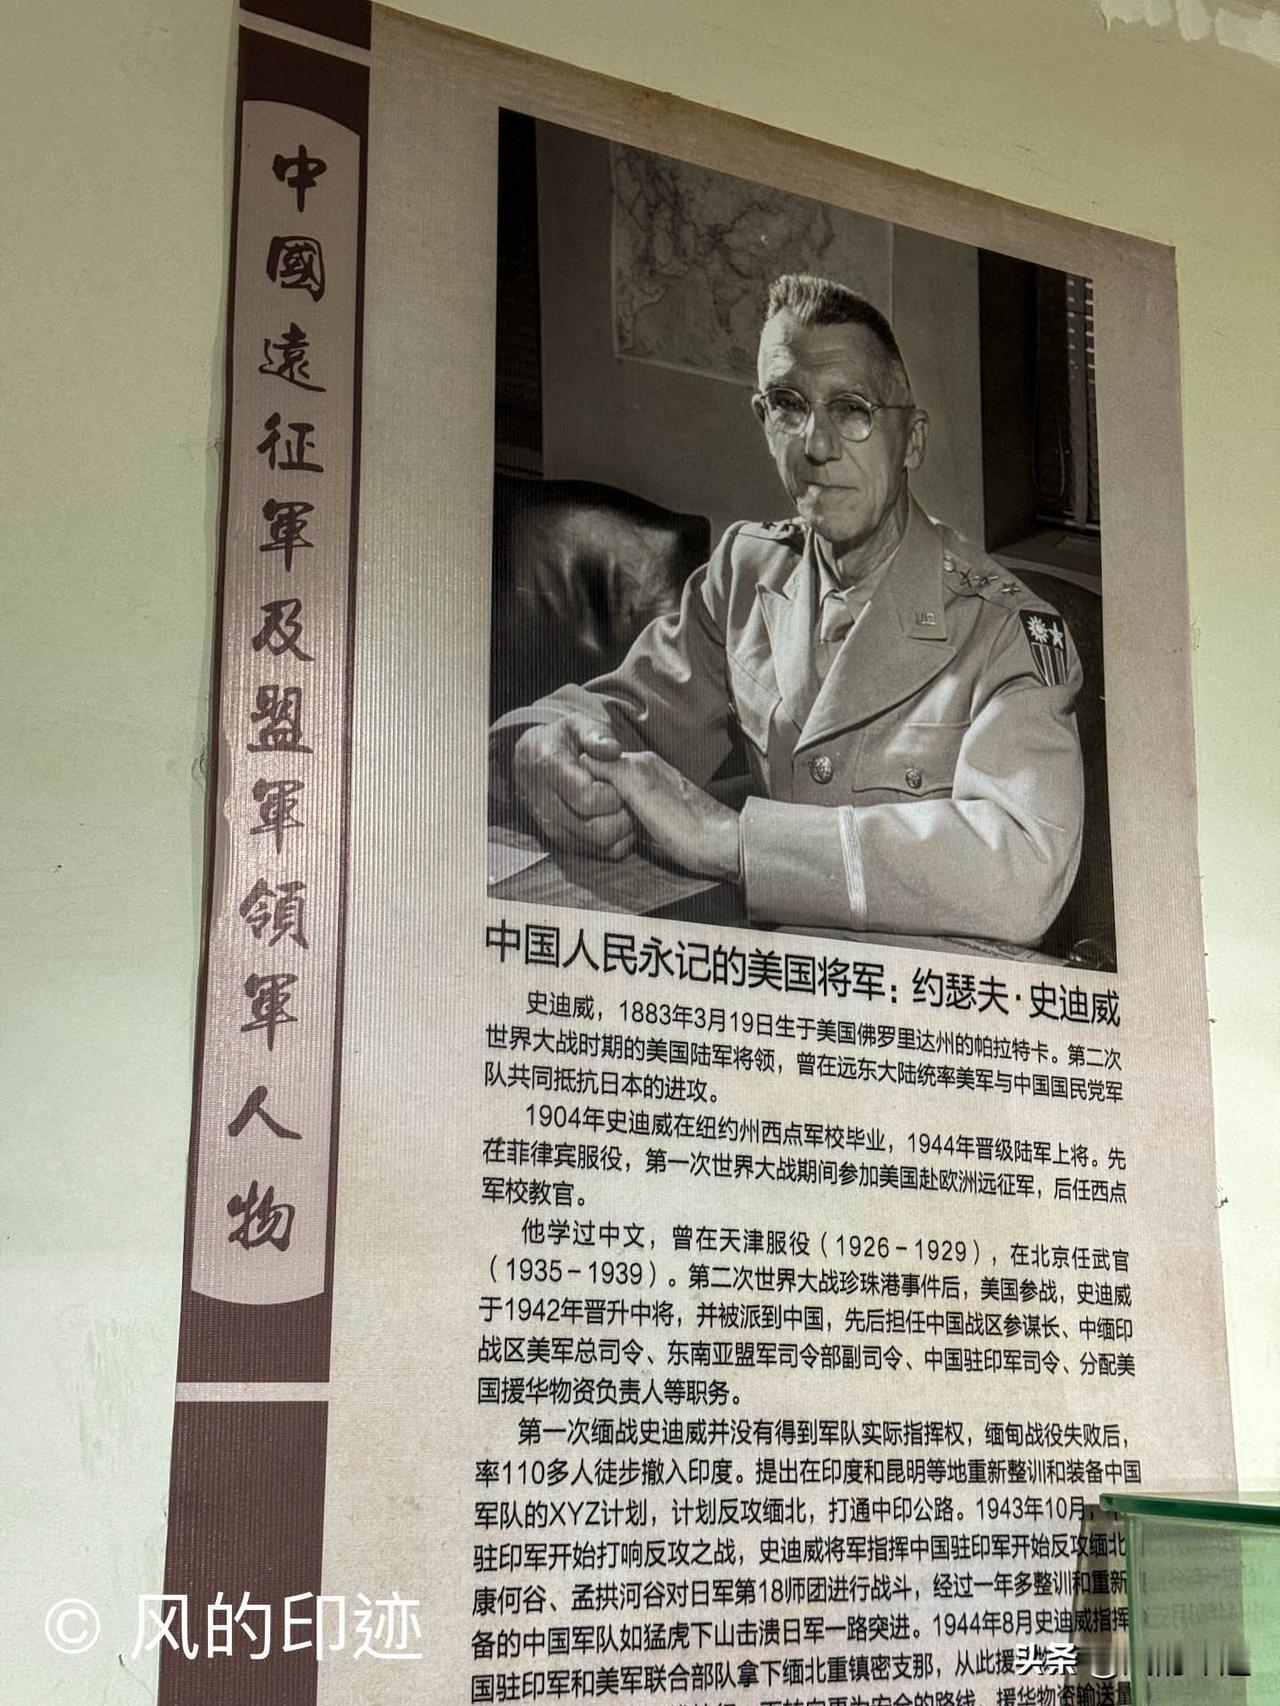 中國遠征軍及盟軍領軍人物
中国人民永记的美国将军：约瑟夫·史迪威
史迪威，1883年3月19日生于美国佛罗里达州的帕拉特卡。第二次
世界大战时期的美国陆军将领，曾在远东大陆统率美军与中国国民党军
队共同抵抗日本的进攻。
1904年史迪威在纽约州西点军校毕业，1944年晋级陆军上将。先
在菲律宾服役，第一次世界大战期间参加美国赴欧洲远征军，后任西点
军校教官。
他学过中文，曾在天津服役（1926－1929），在北京任武官
（1935－1939）。第二次世界大战珍珠港事件后，美国参战，史迪威
于1942年晋升中将，并被派到中国，先后担任中国战区参谋长、中缅印
战区美军总司令、东南亚盟军司令部副司令、中国驻印军司令、分配美
国援华物资负责人等职务。
第一次缅战史迪威并没有得到军队实际指挥权，缅甸战役失败后，
率110多人徒步撤入印度。提出在印度和昆明等地重新整训和装备中国
军队的XYZ计划，计划反攻缅北，打通中印公路。1943年10月，
驻印军开始打响反攻之战，史迪威将军指挥中国驻印军开始反攻缅北
康何谷、孟拱河谷对日军第18师团进行战斗，经过一年多整训和重新
备的中国军队如猛虎下山击溃日军一路突进。1944年8月史迪威指挥
国驻印军和美军联合部队拿下缅北重镇密支那，从此援
更为安全的路线，援华物资输送量
© 风的印迹
头条